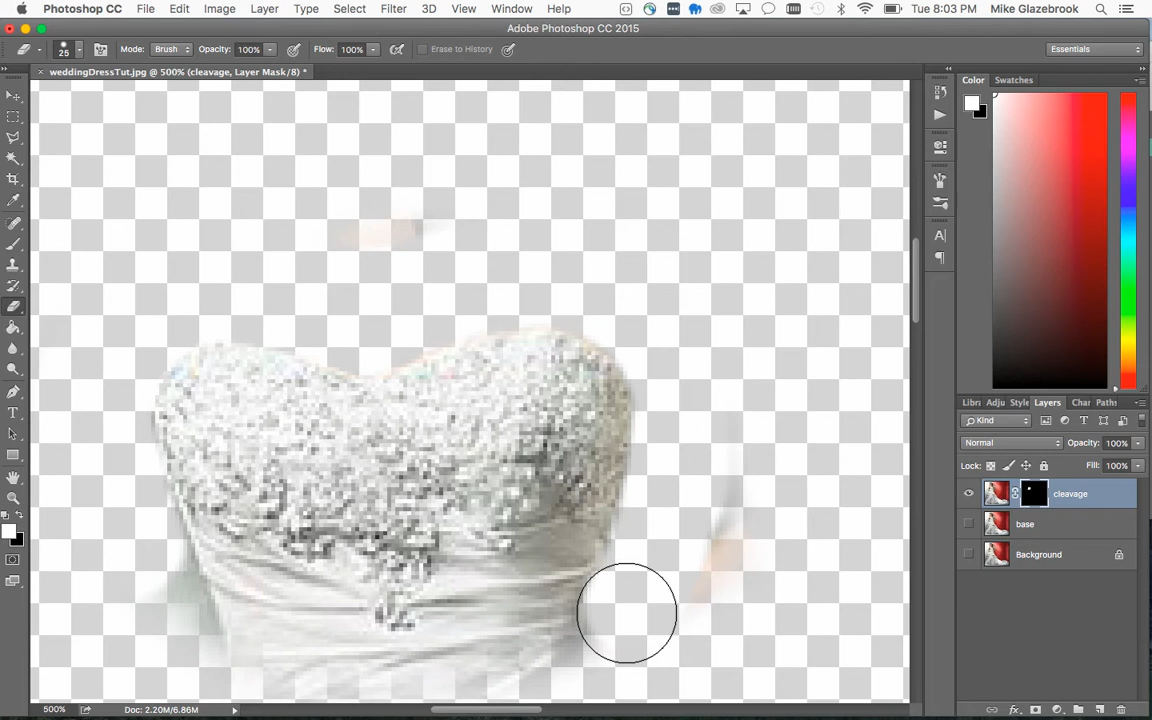 Photoshop CC File Edit Image Layer Type Select Filter 3D View Window Help Tue 8:03 PM Mike Glazebrook
Adobe Photoshop CC 2015
25 Mode: Brush Opacity: 100% Flow: 100% Erase to History Essentials
× weddingDressTut.jpg @ 500% (cleavage, Layer Mask/8) *
Color Swatches
Libr Adju Style Layers Char Paths
Kind
Normal Opacity: 100%
Lock: Fill: 100%
cleavage
base
Background
500% Doc: 2.20M/6.86M